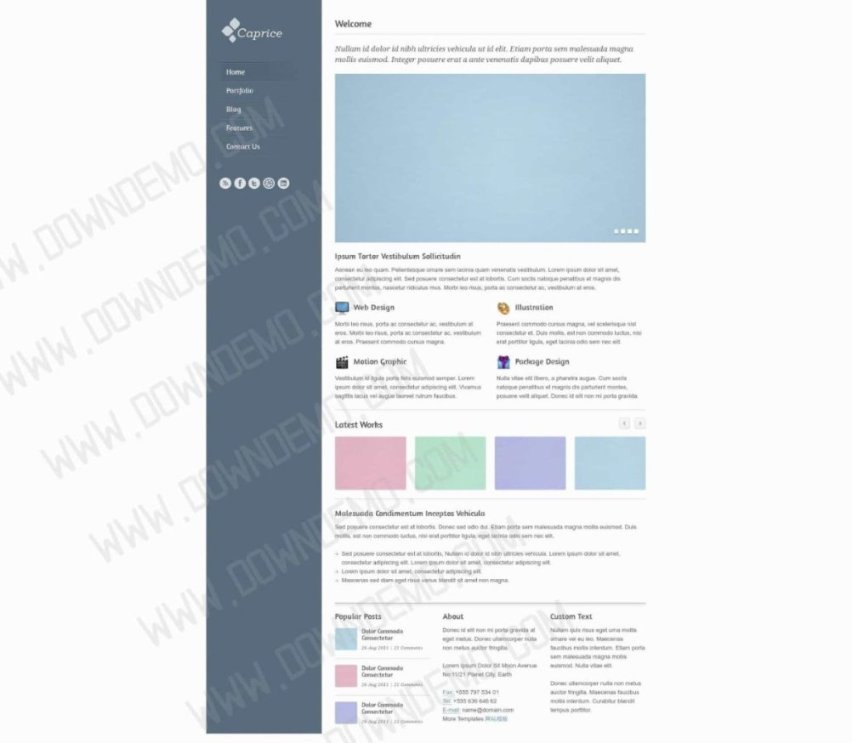 Caprice
Home
Portfolio
Blog
Features
Contact Us
Welcome
Nullam id dolor id nibh ultricies vehicula ut id elit. Etiam porta sem malesuada magna
mollis euismod. Integer posuere erat a ante venenatis dapibus posuere velit aliquet.
Ipsum Tortor Vestibulum Sollicitudin
Aenean eu leo quam. Pellentesque ornare sem lacinia quam venenatis vestibulum. Lorem ipsum dolor sit amet,
consectetur adipiscing elit. Sed posuere consectetur est at lobortis. Cum sociis natoque penatibus et magnis dis
parturient montes, nascetur ridiculus mus. Morbi leo risus, porta ac consectetur ac, vestibulum at eros.
Web Design
Morbi leo risus, porta ac consectetur ac, vestibulum at
eros. Morbi leo risus, porta ac consectetur ac, vestibulum
at eros. Praesent commodo cursus magna.
Illustration
Praesent commodo cursus magna, vel scelerisque nisl
consectetur et. Duis mollis, est non commodo luctus, nisi
erat porttitor ligula, eget lacinia odio sem nec elit
Motion Graphic
Vestibulum id ligula porta felis euismod semper. Lorem
ipsum dolor sit amet, consectetur adipiscing elit. Vivamus
sagittis lacus vel augue laoreet rutrum faucibus.
Package Design
Nulla vitae elit libero, a pharetra augue. Cum sociis
natoque penatibus et magnis dis parturient montes,
posuere velit aliquet. Donec id elit non mi porta gravida
Latest Works
Malesuada Condimentum Inceptos Vehicula
Sed posuere consectetur est at lobortis. Donec sed odio dui. Etiam porta sem malesuada magna mollis euismod. Duis
mollis, est non commodo luctus, nisi erat porttitor ligula, eget lacinia odio sem nec elit.
Sed posuere consectetur est at lobortis. Nullam id dolor id nibh ultricies vehicula. Lorem ipsum dolor sit amet,
consectetur adipiscing elit.
Lorem ipsum dolor sit amet, consectetur adipiscing elit.
Maecenas sed diam eget risus varius blandit sit amet non magna.
Popular Posts
Dolor Commodo
Consectetur
29 Aug 2011 | 21 Comments
Dolor Commodo
Consectetur
29 Aug 2011 | 21 Comments
Dolor Commodo
Consectetur
29 Aug 2011 | 21 Comments
About
Donec id elit non mi porta gravida at
eget metus. Donec ullamcorper nulla
non metus auctor fringilla.
Lorem Ipsum Dolor Sit Moon Avenue
No:11/21 Planet City, Earth
Fax: +555 797 534 01
Tel: +555 636 646 62
E-mail: name@domain.com
More Templates 网站模板
Custom Text
Nullam quis risus eget urna mollis
ornare vel eu leo. Maecenas
faucibus mollis interdum. Etiam porta
sem malesuada magna mollis
euismod. Nulla vitae elit.
Donec ullamcorper nulla non metus
auctor fringilla. Maecenas faucibus
mollis interdum. Curabitur blandit
tempus porttitor.
WWW.DOWNDEMO.COM
WWW.DOWNDEMO.COM
WWW.DOWNDEMO.COM
WWW.DOWNDEMO.COM
WWW.DOWNDEMO.COM
WWW.DOWNDEMO.COM